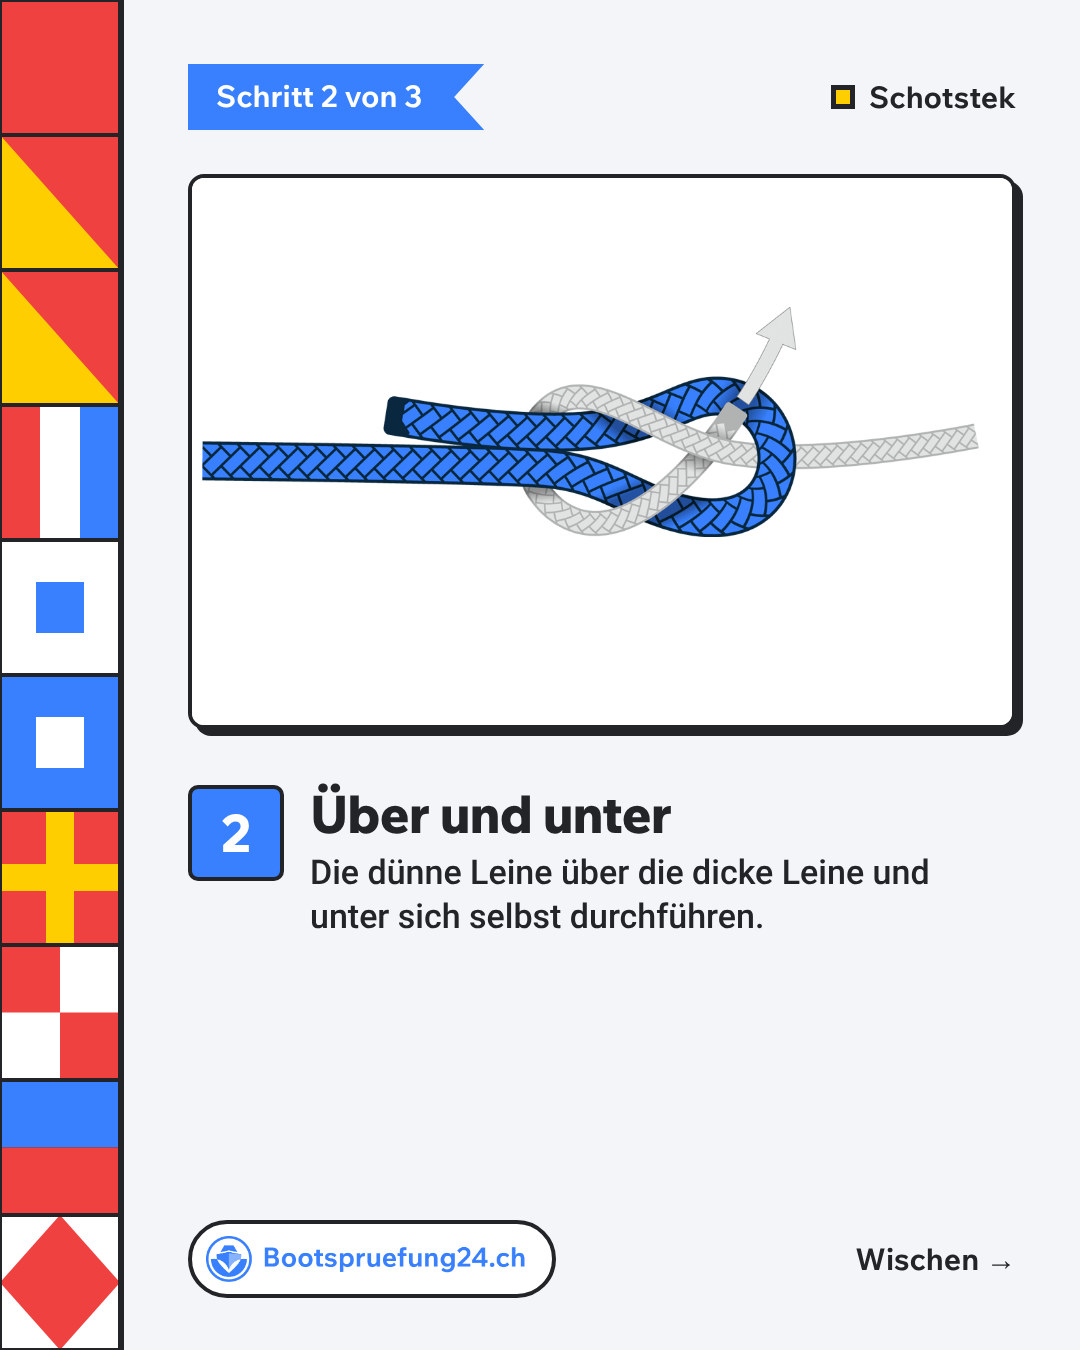 Schritt 2 von 3
Schotstek
2
Über und unter
Die dünne Leine über die dicke Leine und
unter sich selbst durchführen.
Bootspruefung24.ch
Wischen →